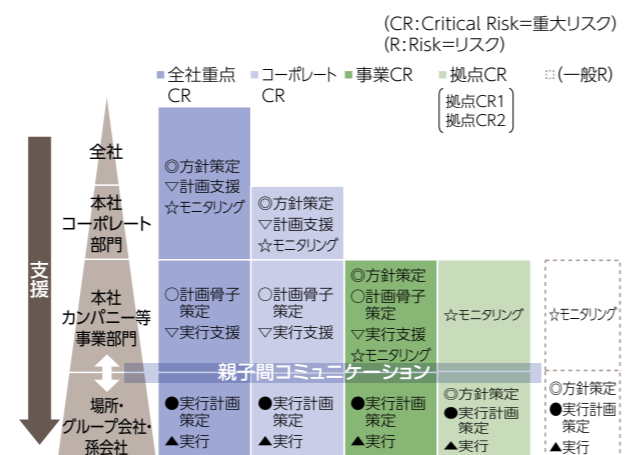 (CR:Critical Risk=重大リスク)
(R:Risk=リスク)
全社重点
CR
コーポレート
CR
事業CR
拠点CR
拠点CR1
拠点CR2
(一般R)
支援
全社
本社
コーポレート
部門
本社
カンパニー等
事業部門
場所・
グループ会社・
孫会社
◎方針策定
▽計画支援
☆モニタリング
◎方針策定
▽計画支援
☆モニタリング
○計画骨子
策定
▽実行支援
○計画骨子
策定
▽実行支援
◎方針策定
○計画骨子
策定
▽実行支援
☆モニタリング
☆モニタリング
☆モニタリング
親子間コミュニケーション
●実行計画
策定
▲実行
●実行計画
策定
▲実行
●実行計画
策定
▲実行
◎方針策定
●実行計画
策定
▲実行
◎方針策定
●実行計画
策定
▲実行